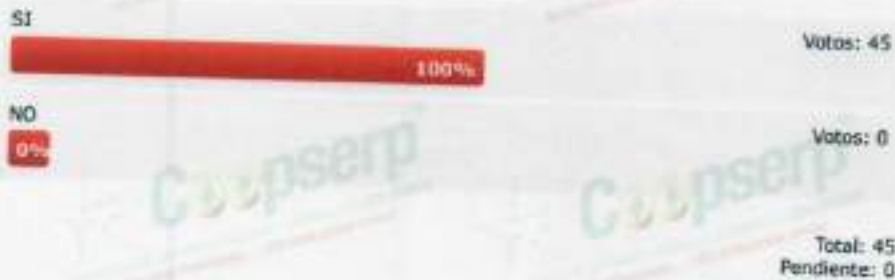 SI
Votos: 45
100%
NO
Votos: 0
0%
Coopserp
Coopserp
Total: 45
Pendiente: 0